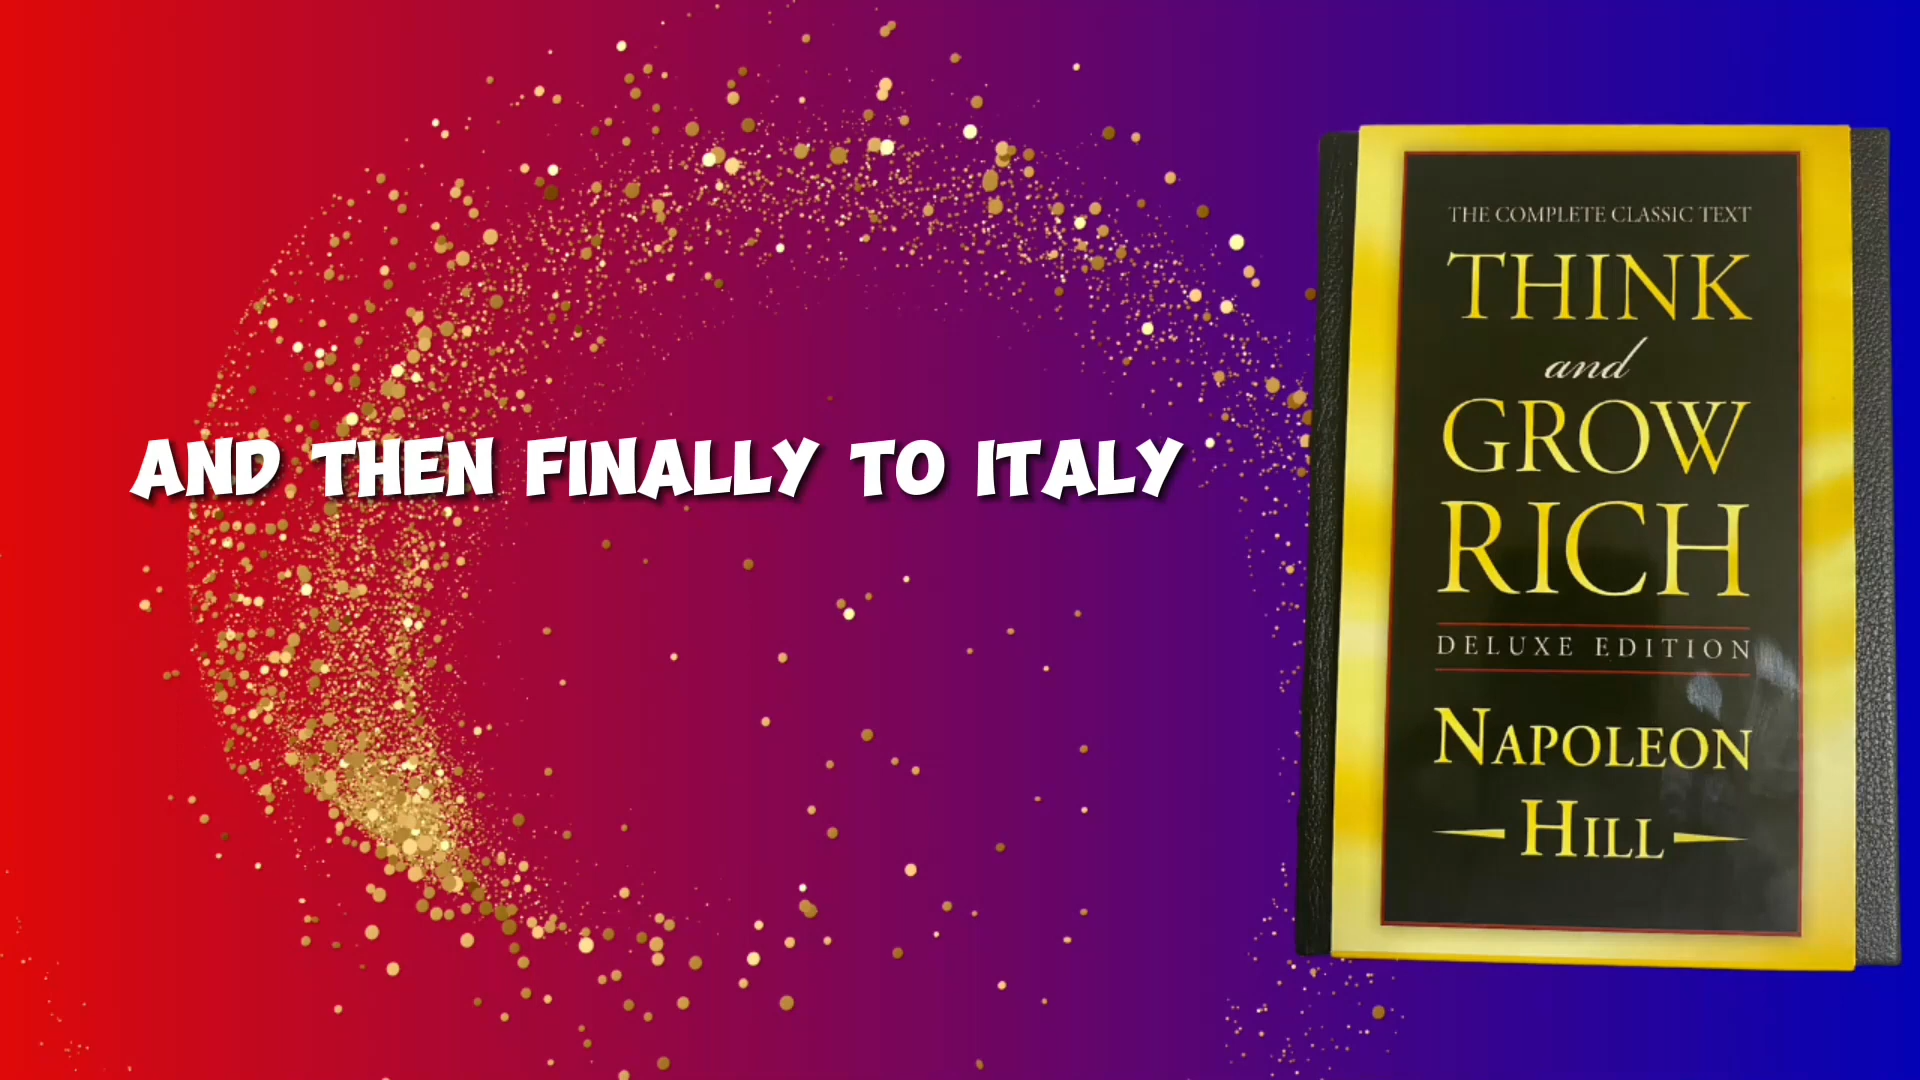 AND THEN FINALLY TO ITALY
THE COMPLETE CLASSIC TEXT
THINK
and
GROW
RICH
DELUXE EDITION
NAPOLEON
HILL